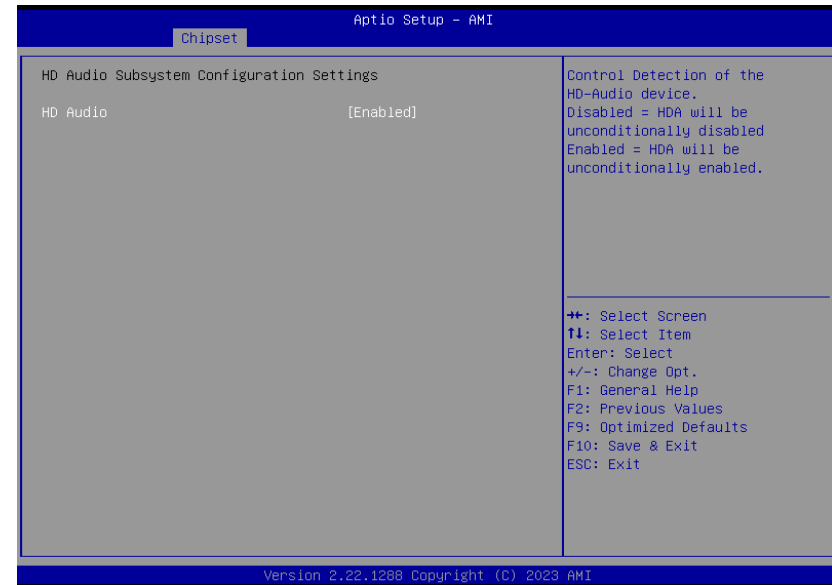 Aptio Setup - AMI
Chipset
HD Audio Subsystem Configuration Settings
HD Audio [Enabled]
Control Detection of the
HD-Audio device.
Disabled = HDA will be
unconditionally disabled
Enabled = HDA will be
unconditionally enabled.
→←: Select Screen
↑↓: Select Item
Enter: Select
+/-: Change Opt.
F1: General Help
F2: Previous Values
F9: Optimized Defaults
F10: Save & Exit
ESC: Exit
Version 2.22.1288 Copyright (C) 2023 AMI